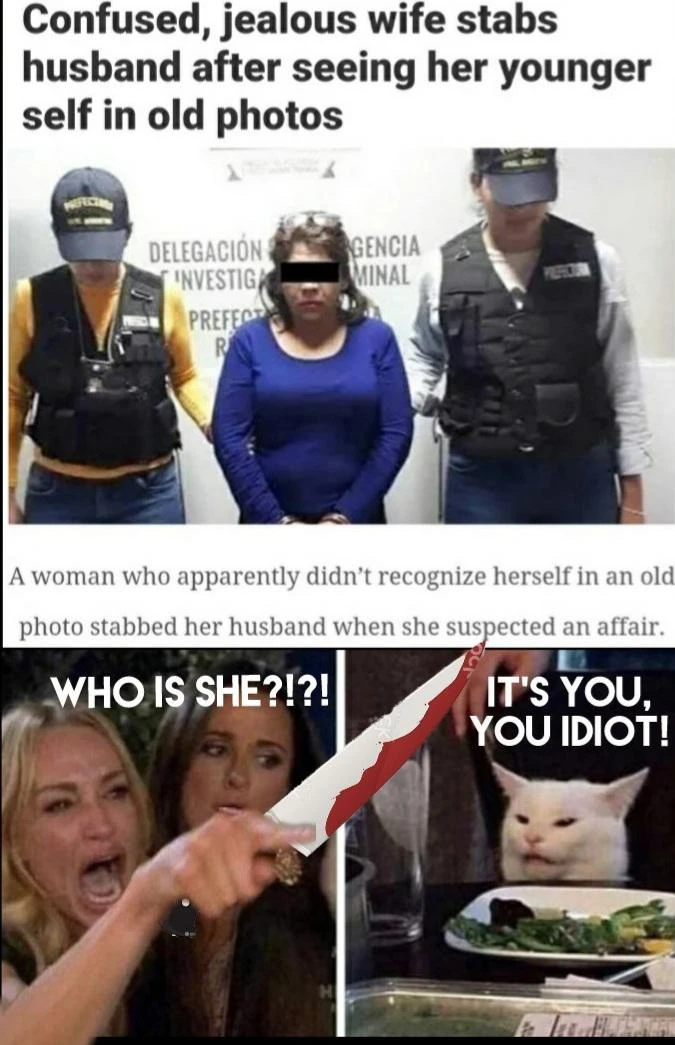 Confused, jealous wife stabs
husband after seeing her younger
self in old photos
DELEGACIÓN GENCIA
INVESTIG MINAL
PREFECT
R
A woman who apparently didn't recognize herself in an old
photo stabbed her husband when she suspected an affair.
WHO IS SHE?!?!
IT'S YOU,
YOU IDIOT!